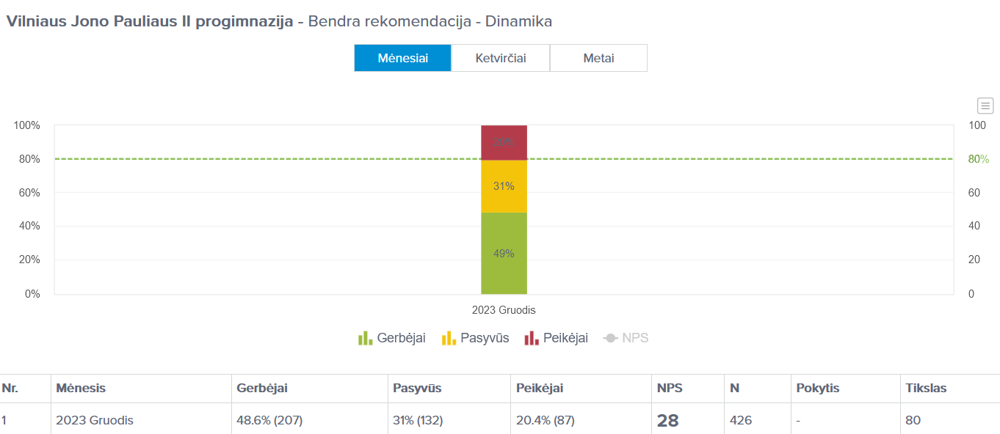 Vilniaus Jono Pauliaus II progimnazija - Bendra rekomendacija - Dinamika
Mėnesiai Ketvirčiai Metai
100% 100
80% 80%
60% 60
40% 40
20% 20
0% 0
31%
49%
2023 Gruodis
Gerbėjai Pasyvūs Peikėjai NPS
Nr. Mėnesis Gerbėjai Pasyvūs Peikėjai NPS N Pokytis Tikslas
1 2023 Gruodis 48.6% (207) 31% (132) 20.4% (87) 28 426 - 80